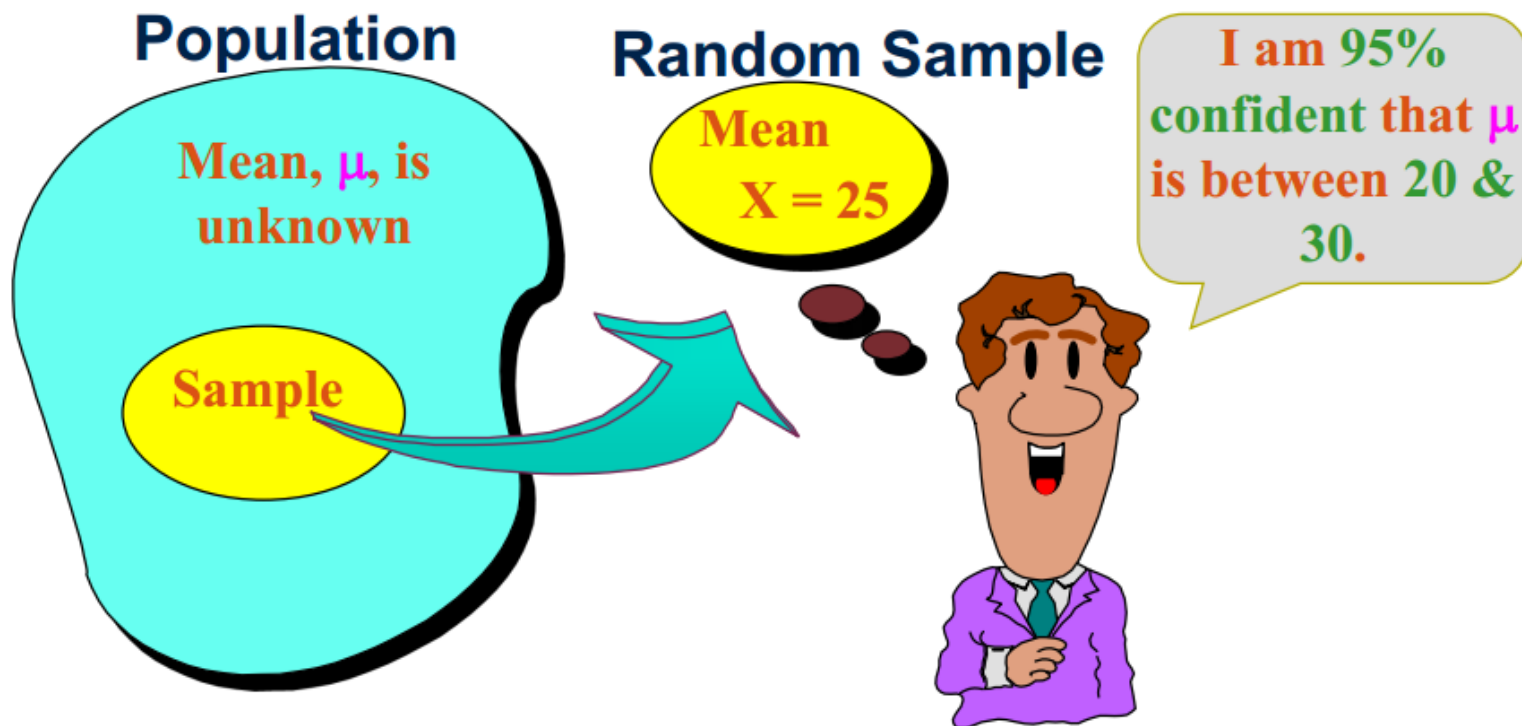 Population
Mean, μ, is
unknown
Sample
Random Sample
Mean
X = 25
I am 95%
confident that μ
is between 20 &
30.